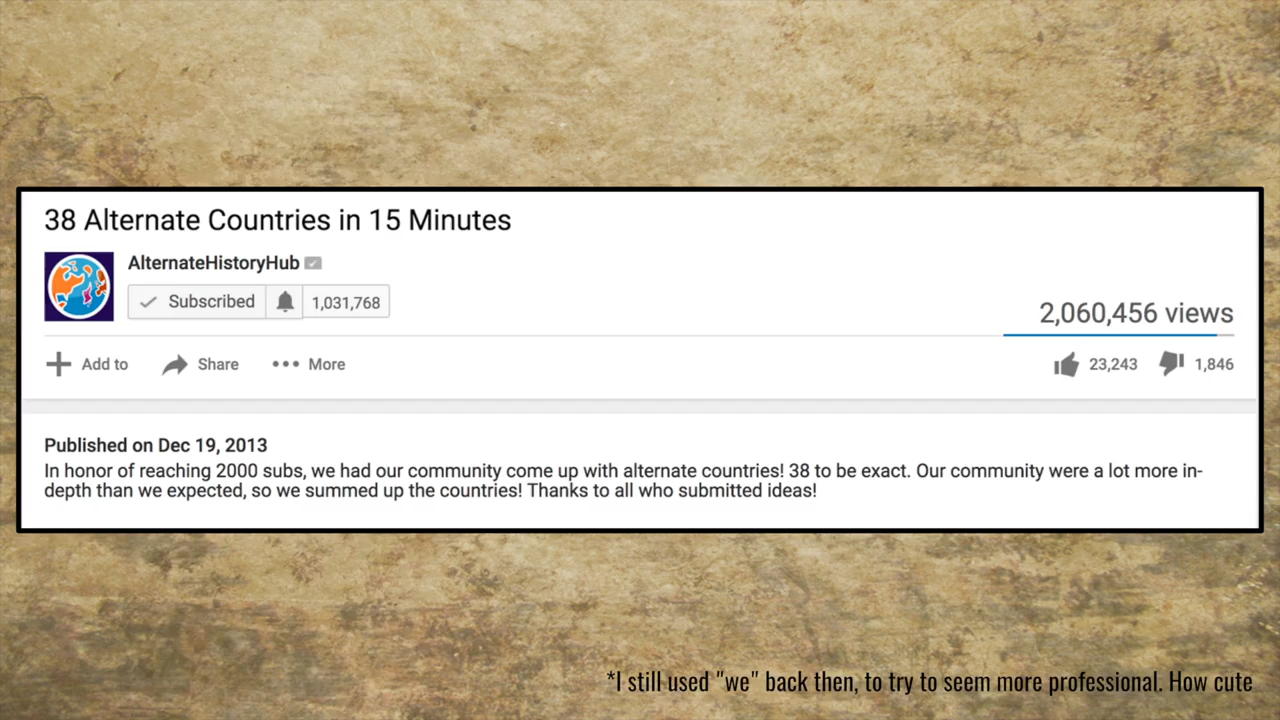 38 Alternate Countries in 15 Minutes
AlternateHistoryHub
Subscribed 1,031,768
2,060,456 views
Add to Share More
23,243 1,846
Published on Dec 19, 2013
In honor of reaching 2000 subs, we had our community come up with alternate countries! 38 to be exact. Our community were a lot more in-
depth than we expected, so we summed up the countries! Thanks to all who submitted ideas!
*I still used "we" back then, to try to seem more professional. How cute